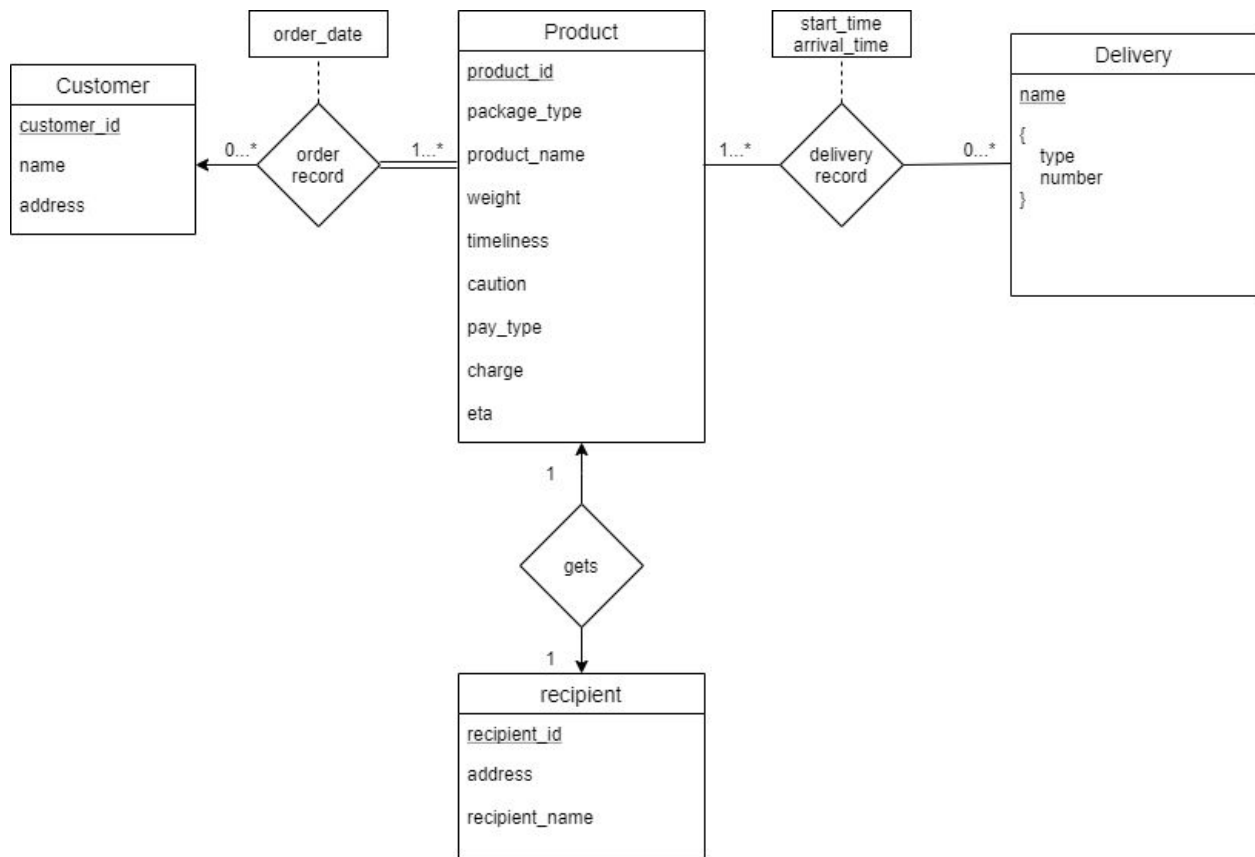 order_date
Product
start_time
arrival_time
Delivery
Customer
product_id
name
customer_id
package_type
{
type
number
}
name
address
0...*
order
record
1...*
product_name
weight
timeliness
caution
pay_type
charge
eta
1...*
delivery
record
0...*
1
gets
1
recipient
recipient_id
address
recipient_name